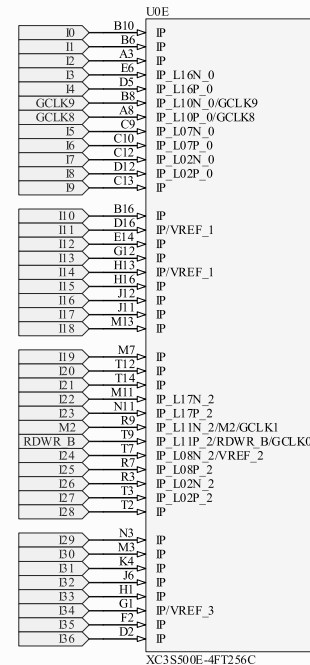 U0E
I0 B10 IP
I1 B6 IP
I2 A3 IP
I3 E6 IP_L16N_0
I4 D5 IP_L16P_0
GCLK9 B8 IP_L10N_0/GCLK9
GCLK8 A8 IP_L10P_0/GCLK8
I5 C9 IP_L07N_0
I6 C10 IP_L07P_0
I7 C12 IP_L02N_0
I8 D12 IP_L02P_0
I9 C13 IP
I10 B16 IP
I11 D16 IP/VREF_1
I12 E14 IP
I13 G12 IP
I14 H13 IP/VREF_1
I15 H16 IP
I16 J12 IP
I17 J11 IP
I18 M13 IP
I19 M7 IP
I20 T12 IP
I21 T14 IP
I22 M11 IP_L17N_2
I23 N11 IP_L17P_2
M2 R9 IP_L11N_2/M2/GCLK1
RDWR_B T9 IP_L11P_2/RDWR_B/GCLK0
I24 T7 IP_L08N_2/VREF_2
I25 R7 IP_L08P_2
I26 R3 IP_L02N_2
I27 T3 IP_L02P_2
I28 T2 IP
I29 N3 IP
I30 M3 IP
I31 K4 IP
I32 J6 IP
I33 H1 IP
I34 G1 IP/VREF_3
I35 F2 IP
I36 D2 IP
XC3S500E-4FT256C